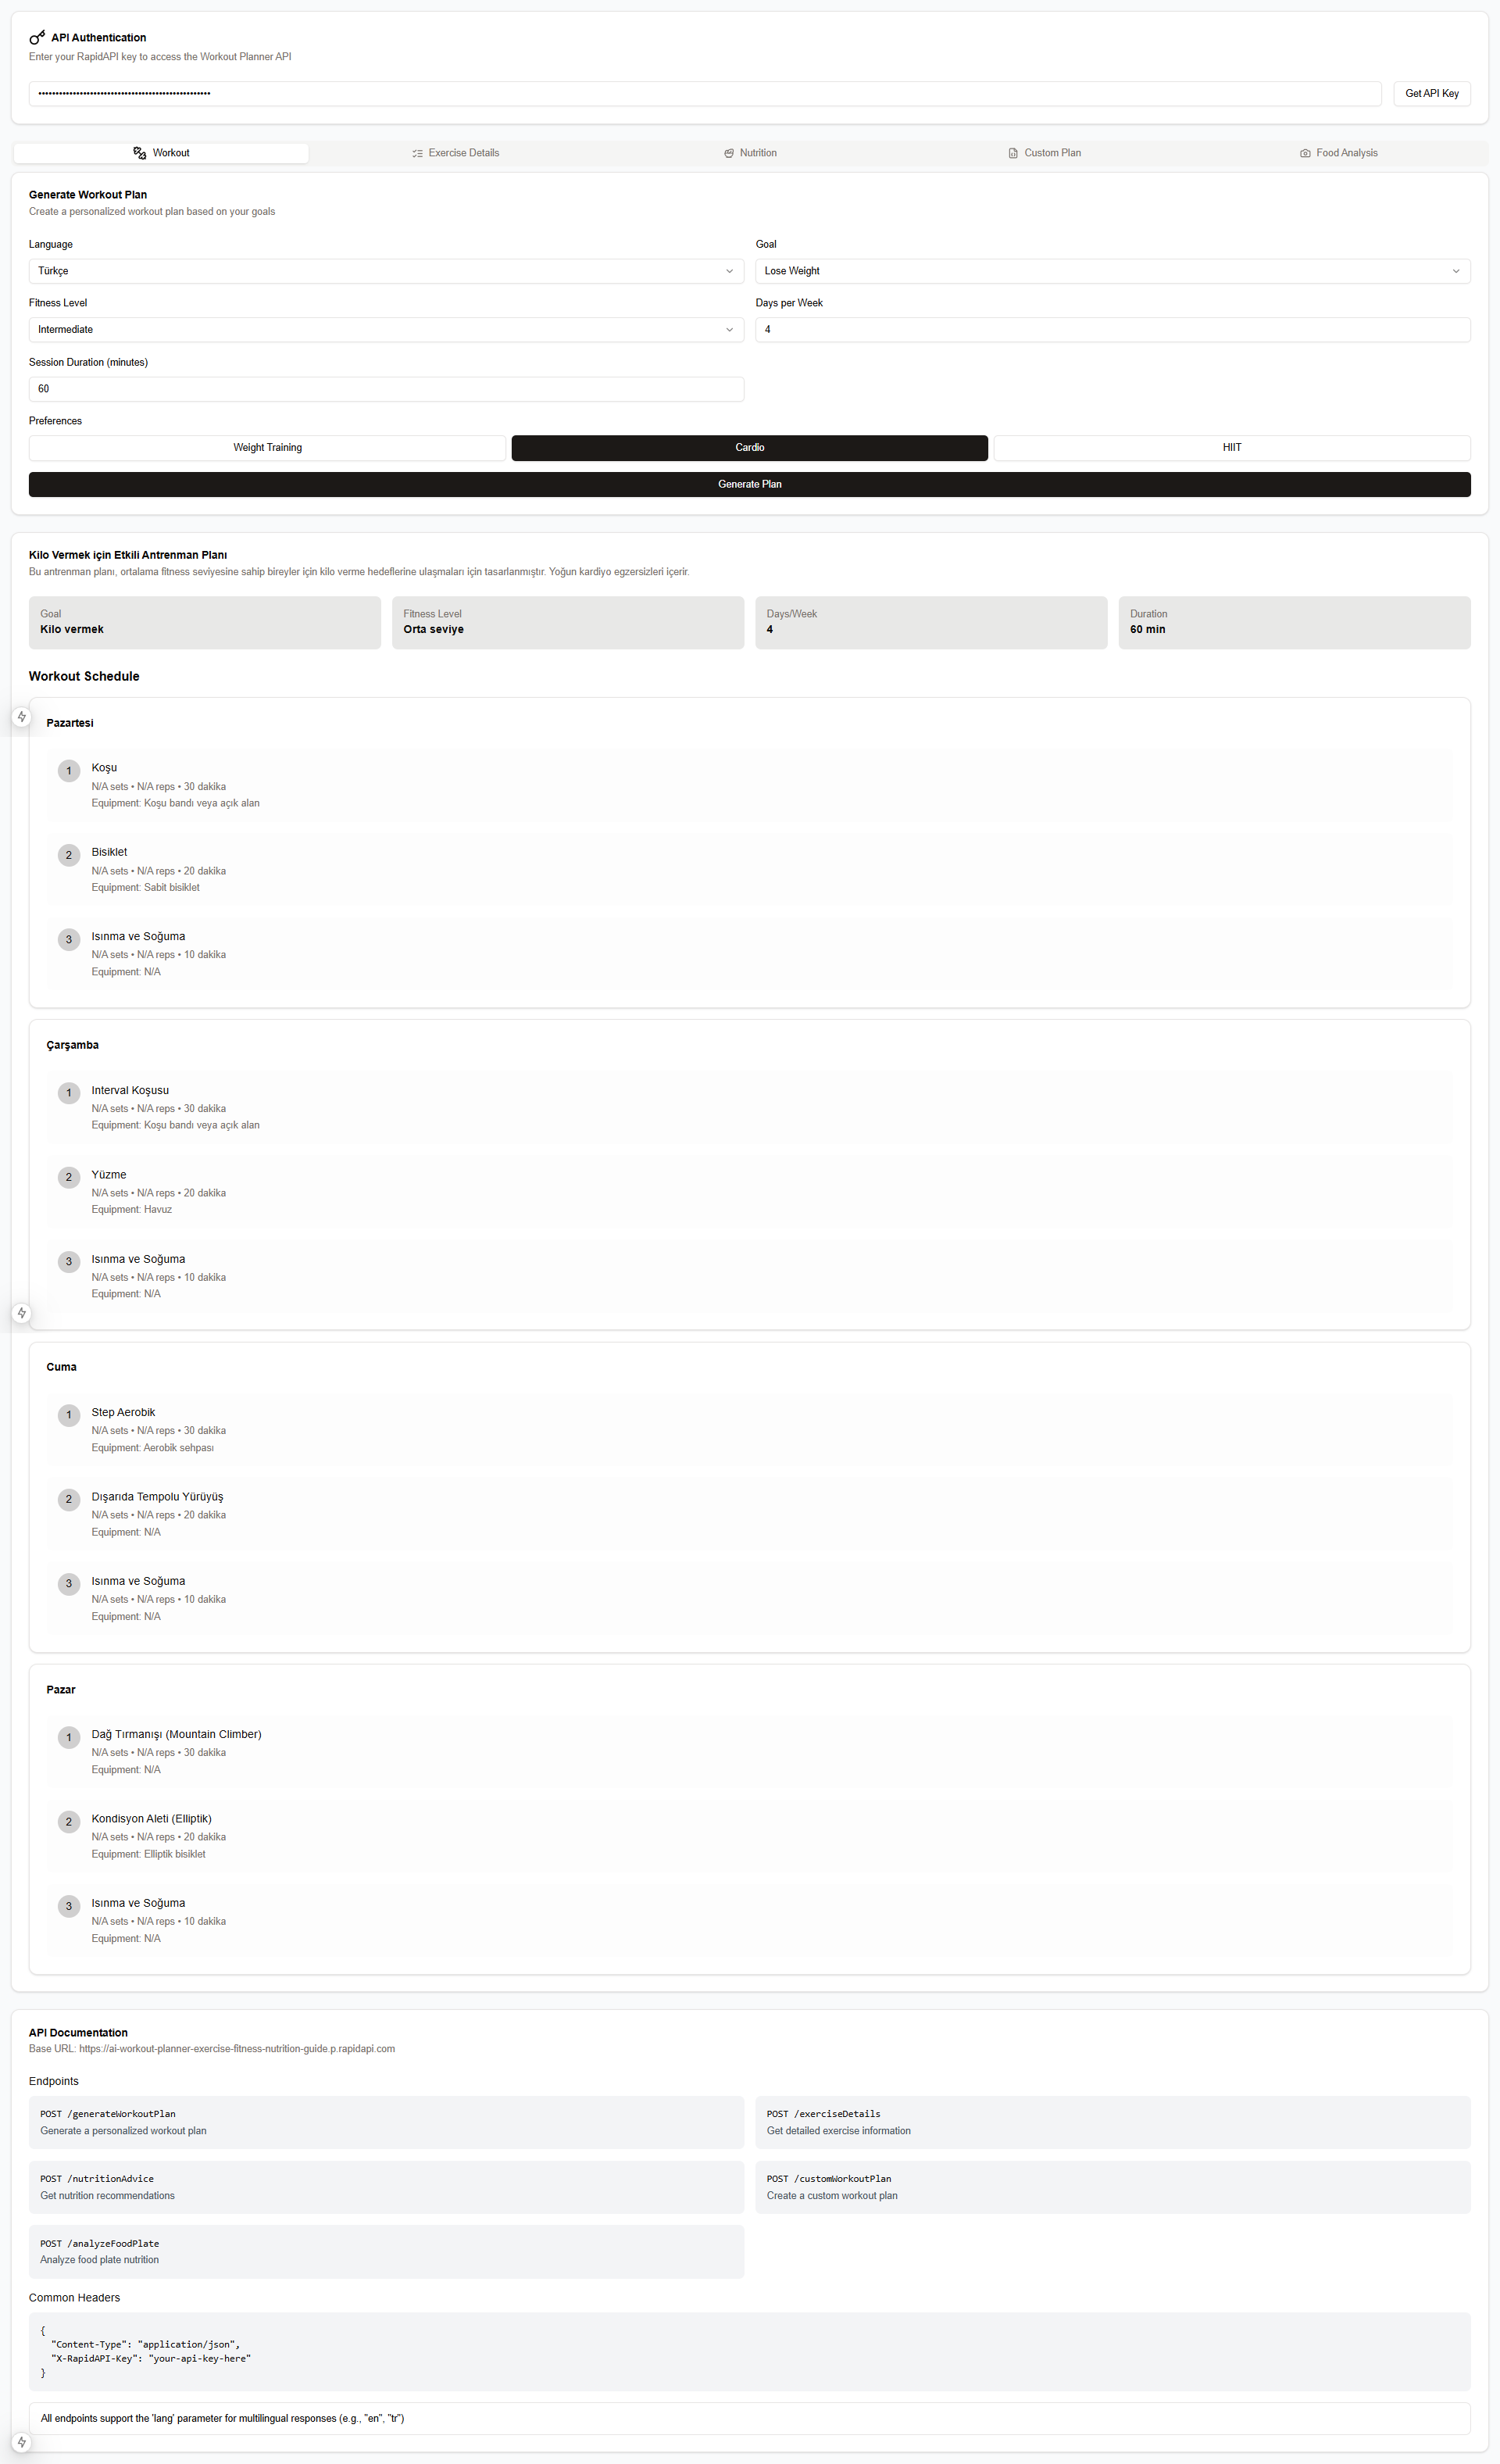 API Authentication
Enter your RapidAPI key to access the Workout Planner API
Get API Key
Workout
Exercise Details
Nutrition
Custom Plan
Food Analysis
Generate Workout Plan
Create a personalized workout plan based on your goals
Language
Goal
Türkçe
Lose Weight
Fitness Level
Days per Week
Intermediate
4
Session Duration (minutes)
60
Preferences
Weight Training
Cardio
HIIT
Generate Plan
Kilo Vermek için Etkili Antrenman Planı
Bu antrenman planı, ortalama fitness seviyesine sahip bireyler için kilo verme hedeflerine ulaşmaları için tasarlanmıştır. Yoğun kardiyo egzersizleri içerir.
Goal
Kilo vermek
Fitness Level
Orta seviye
Days/Week
4
Duration
60 min
Workout Schedule
Pazartesi
1
Koşu
N/A sets • N/A reps • 30 dakika
Equipment: Koşu bandı veya açık alan
2
Bisiklet
N/A sets • N/A reps • 20 dakika
Equipment: Sabit bisiklet
3
Isınma ve Soğuma
N/A sets • N/A reps • 10 dakika
Equipment: N/A
Çarşamba
1
Interval Koşusu
N/A sets • N/A reps • 30 dakika
Equipment: Koşu bandı veya açık alan
2
Yüzme
N/A sets • N/A reps • 20 dakika
Equipment: Havuz
3
Isınma ve Soğuma
N/A sets • N/A reps • 10 dakika
Equipment: N/A
Cuma
1
Step Aerobik
N/A sets • N/A reps • 30 dakika
Equipment: Aerobik sehpası
2
Dışarıda Tempolu Yürüyüş
N/A sets • N/A reps • 20 dakika
Equipment: N/A
3
Isınma ve Soğuma
N/A sets • N/A reps • 10 dakika
Equipment: N/A
Pazar
1
Dağ Tırmanışı (Mountain Climber)
N/A sets • N/A reps • 30 dakika
Equipment: N/A
2
Kondisyon Aleti (Elliptik)
N/A sets • N/A reps • 20 dakika
Equipment: Elliptik bisiklet
3
Isınma ve Soğuma
N/A sets • N/A reps • 10 dakika
Equipment: N/A
API Documentation
Base URL: https://ai-workout-planner-exercise-fitness-nutrition-guide.p.rapidapi.com
Endpoints
POST /generateWorkoutPlan
Generate a personalized workout plan
POST /exerciseDetails
Get detailed exercise information
POST /nutritionAdvice
Get nutrition recommendations
POST /customWorkoutPlan
Create a custom workout plan
POST /analyzeFoodPlate
Analyze food plate nutrition
Common Headers
{
"Content-Type": "application/json",
"X-RapidAPI-Key": "your-api-key-here"
}
All endpoints support the 'lang' parameter for multilingual responses (e.g., "en", "tr")